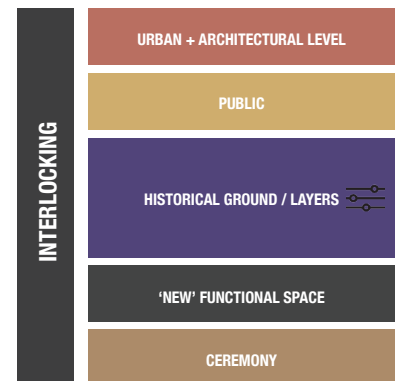 INTERLOCKING
URBAN + ARCHITECTURAL LEVEL
PUBLIC
HISTORICAL GROUND / LAYERS
‘NEW’ FUNCTIONAL SPACE
CEREMONY